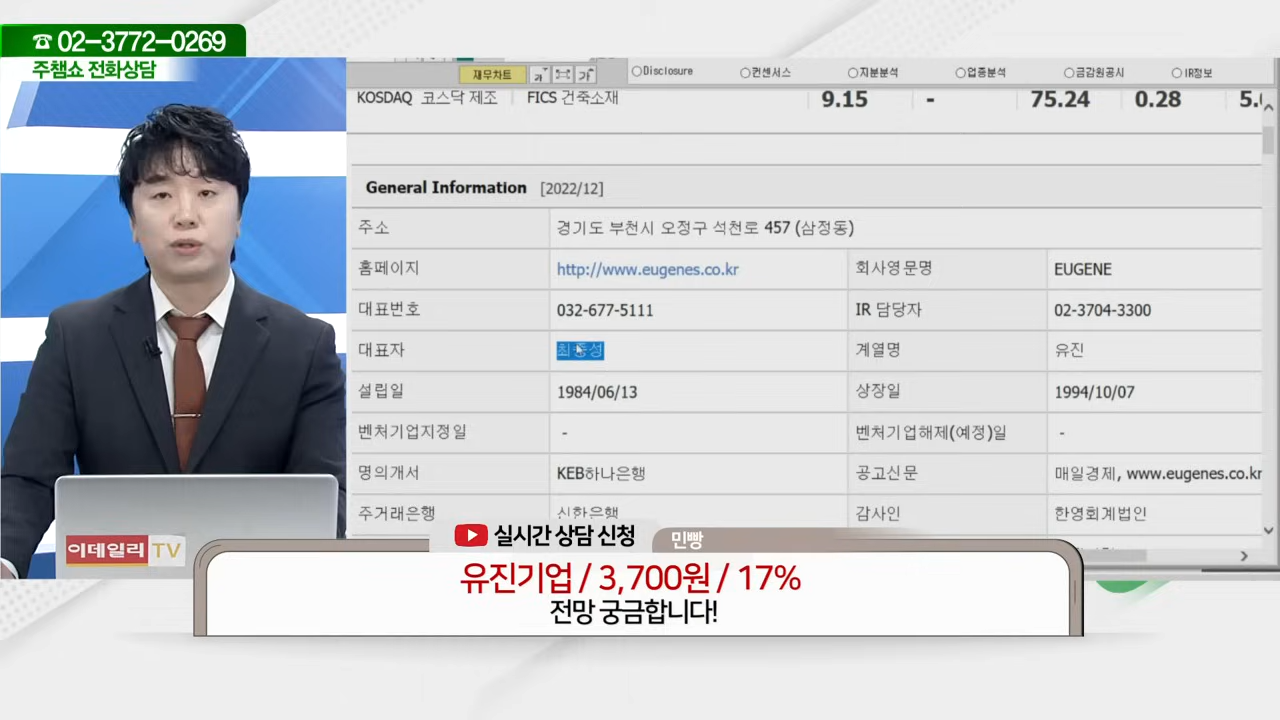 ☎ 02-3772-0269
주챔쇼 전화상담
재무차트
Disclosure
컨센서스
지분분석
업종분석
금감원공시
IR정보
KOSDAQ 코스닥 제조 | FICS 건축소재
9.15
-
75.24
0.28
General Information [2022/12]
주소 경기도 부천시 오정구 석천로 457 (삼정동)
홈페이지 http://www.eugenes.co.kr 회사영문명 EUGENE
대표번호 032-677-5111 IR 담당자 02-3704-3300
대표자 최종성 계열명 유진
설립일 1984/06/13 상장일 1994/10/07
벤처기업지정일 - 벤처기업해제(예정)일 -
명의개서 KEB하나은행 공고신문 매일경제, www.eugenes.co.kr
주거래은행 신한은행 감사인 한영회계법인
이데일리 TV
실시간 상담 신청 민빵
유진기업 / 3,700원 / 17%
전망 궁금합니다!